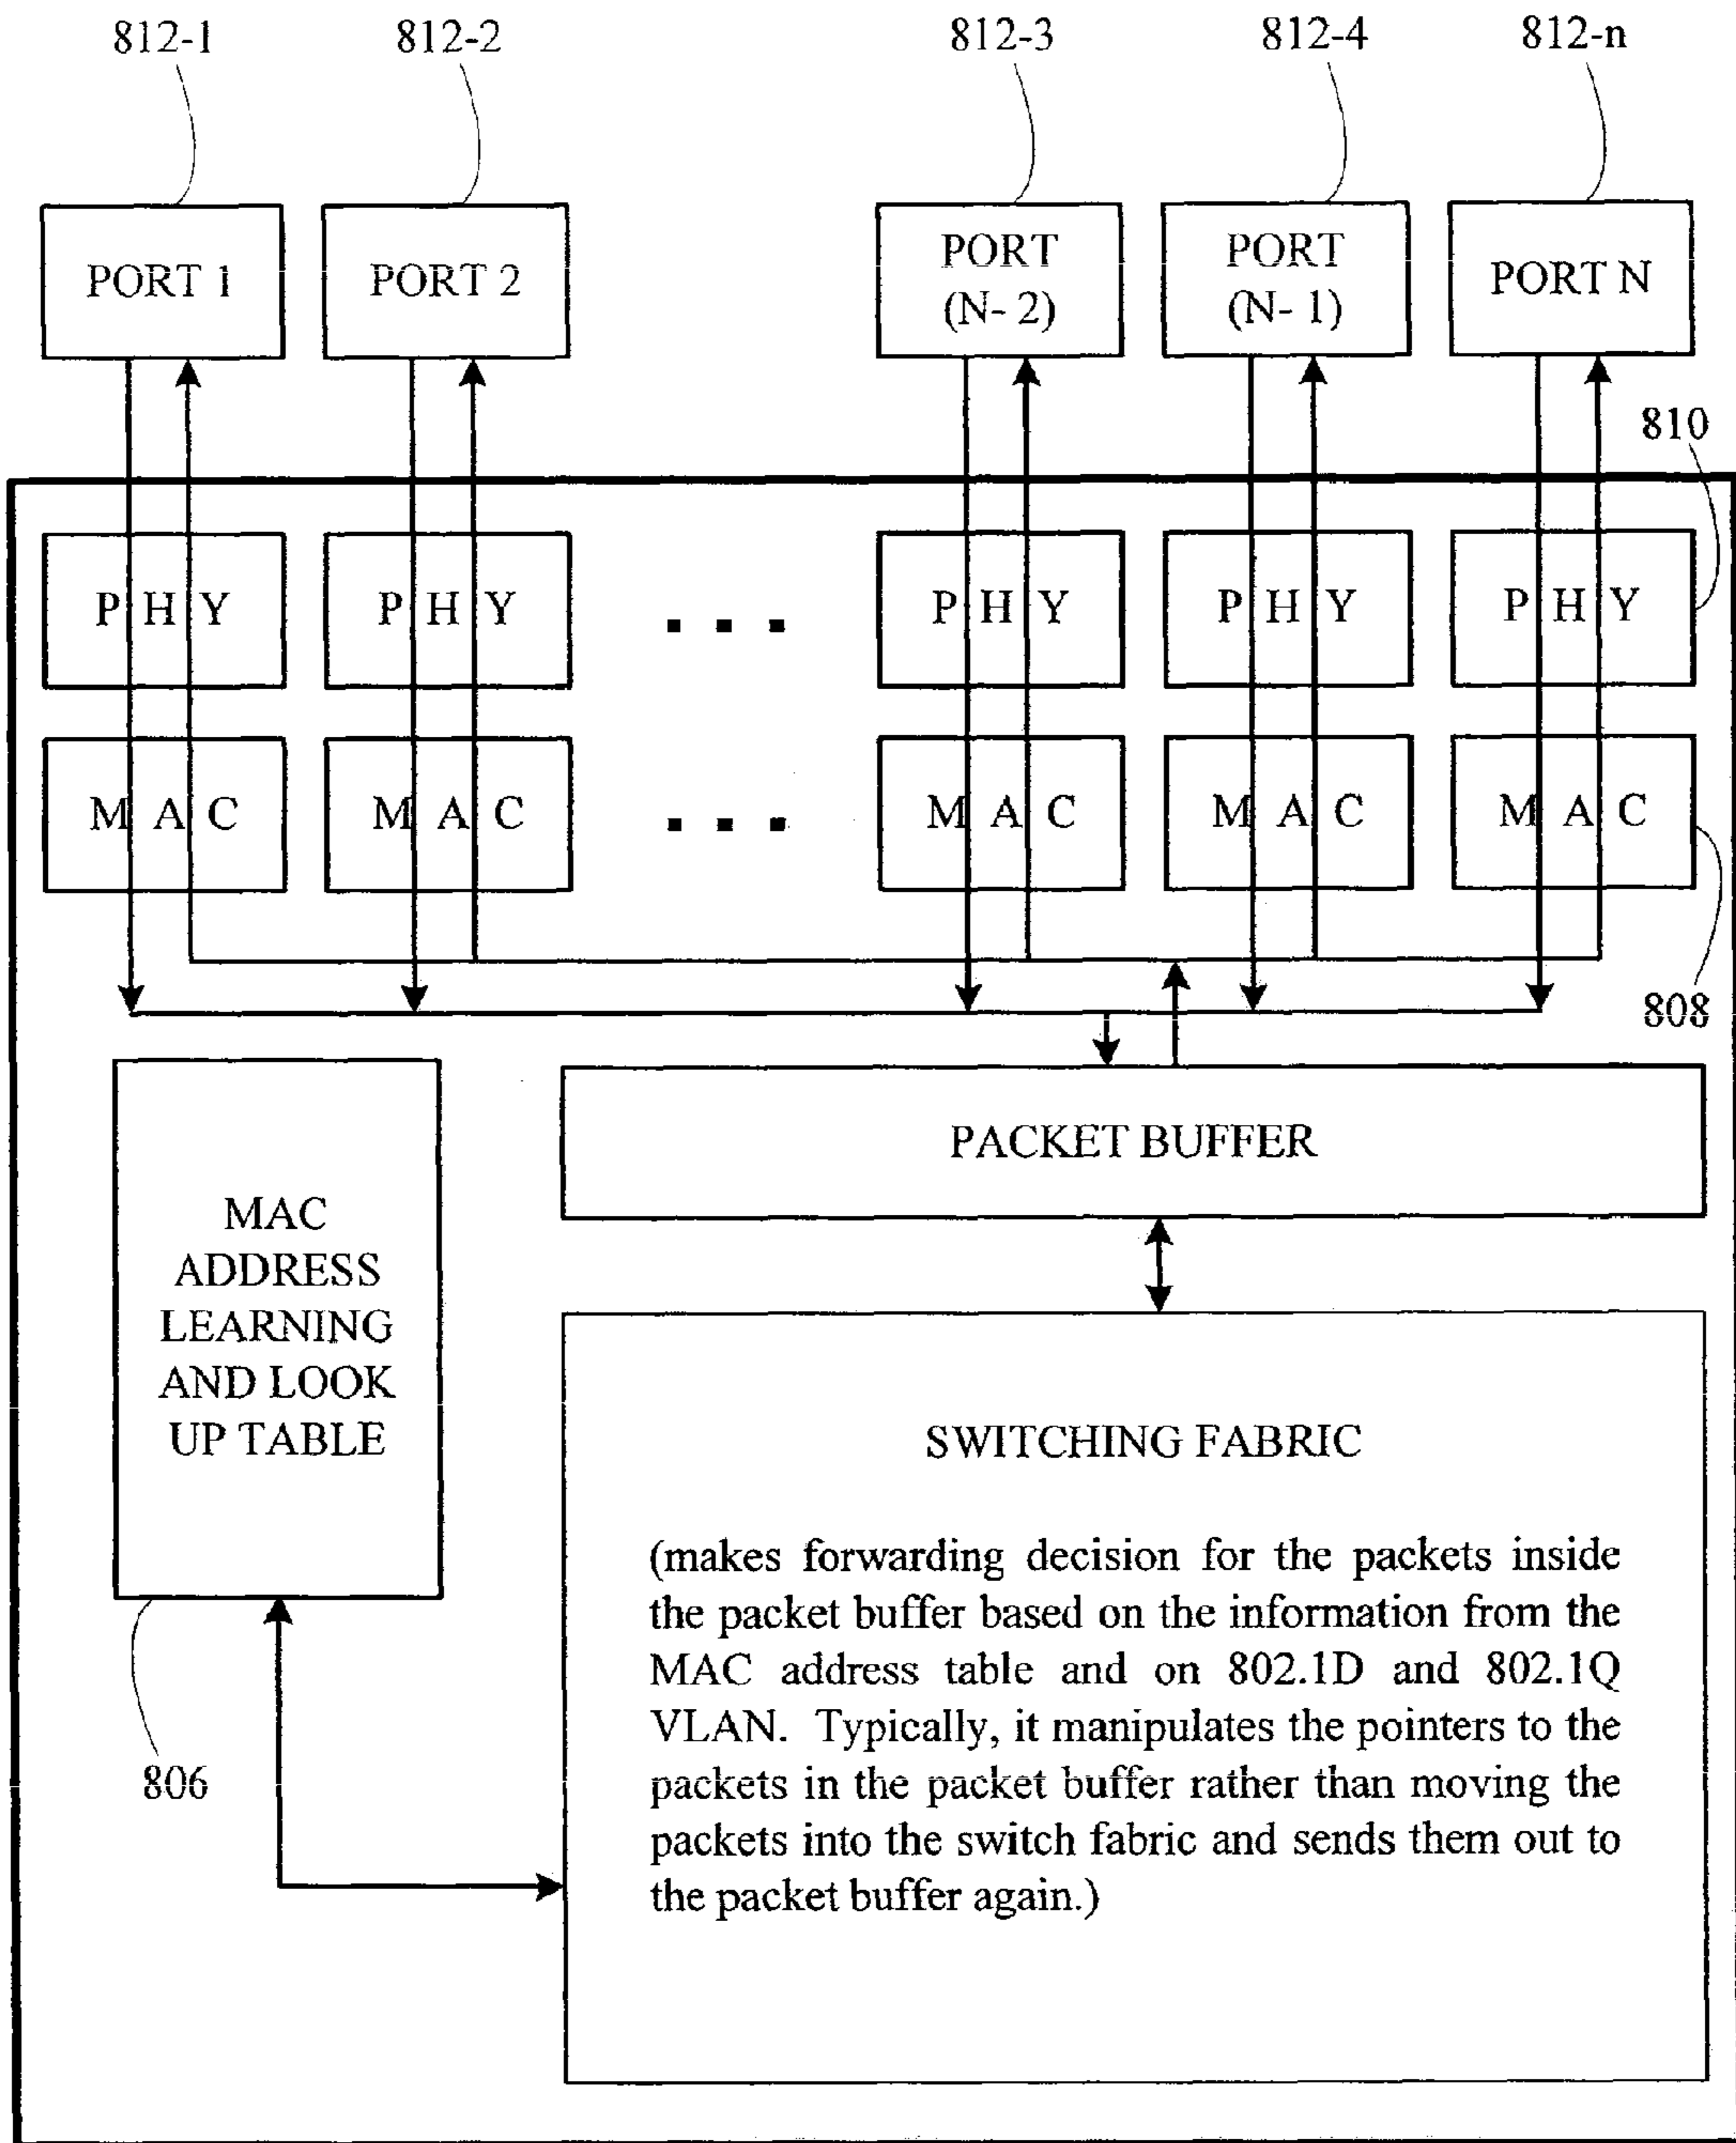 812-1 812-2 812-3 812-4 812-n
PORT 1 PORT 2 PORT (N- 2) PORT (N- 1) PORT N
810
P H Y P H Y ... P H Y P H Y P H Y
M A C M A C ... M A C M A C M A C
808
PACKET BUFFER
MAC
ADDRESS
LEARNING
AND LOOK
UP TABLE
806
SWITCHING FABRIC
(makes forwarding decision for the packets inside
the packet buffer based on the information from the
MAC address table and on 802.1D and 802.1Q
VLAN. Typically, it manipulates the pointers to the
packets in the packet buffer rather than moving the
packets into the switch fabric and sends them out to
the packet buffer again.)